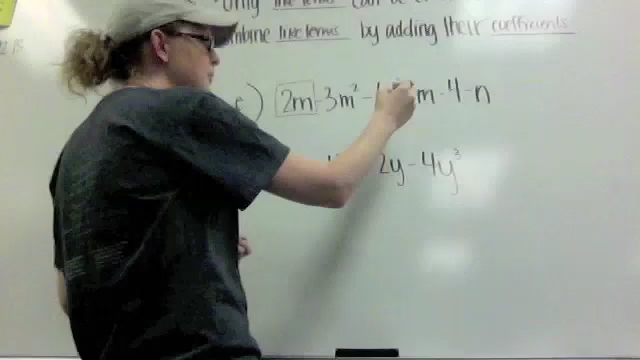 Only like terms can be
combine like terms by adding their coefficients
e) 2m - 3m² - m - 4 - n
2y - 4y³